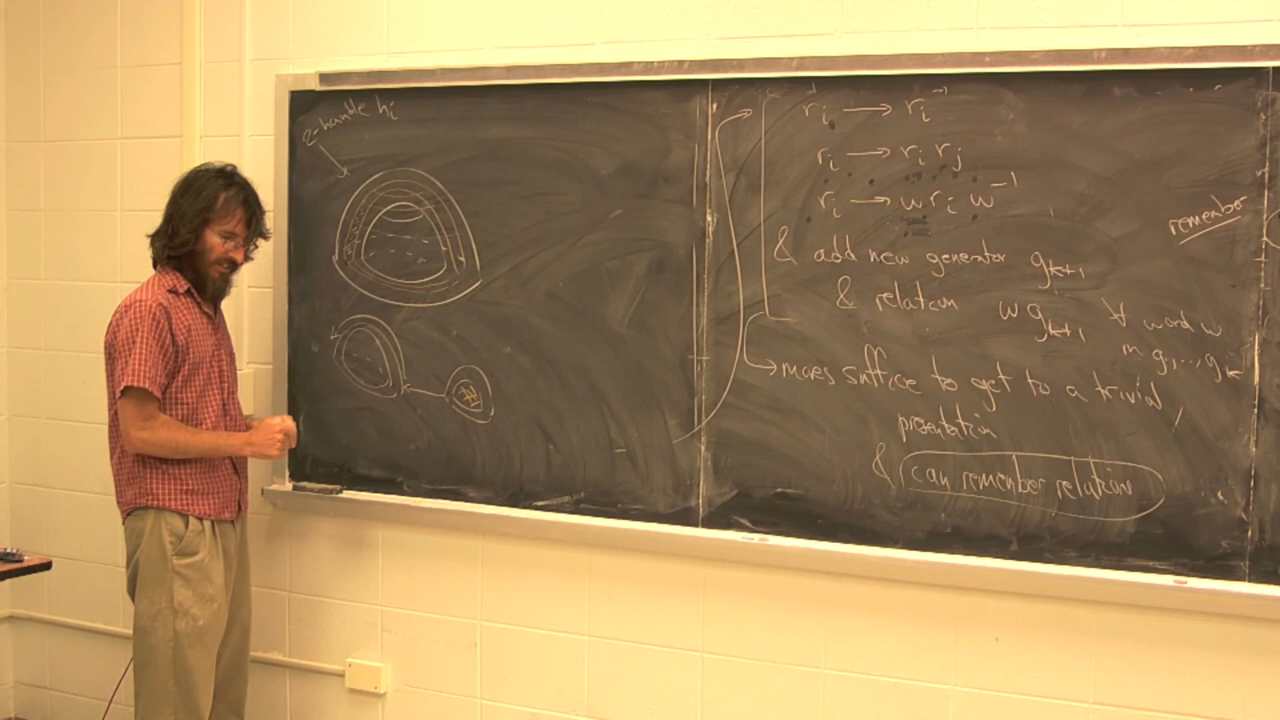 2-handle hᵢ
rᵢ → rᵢ⁻¹
rᵢ → rᵢ rⱼ
rᵢ → w rᵢ w⁻¹
remember
& add new generator gₖ₊₁
& relation w gₖ₊₁ ∀ word w
in g₁, ..., gₖ
→ moves suffice to get to a trivial
presentation
& can remember relations